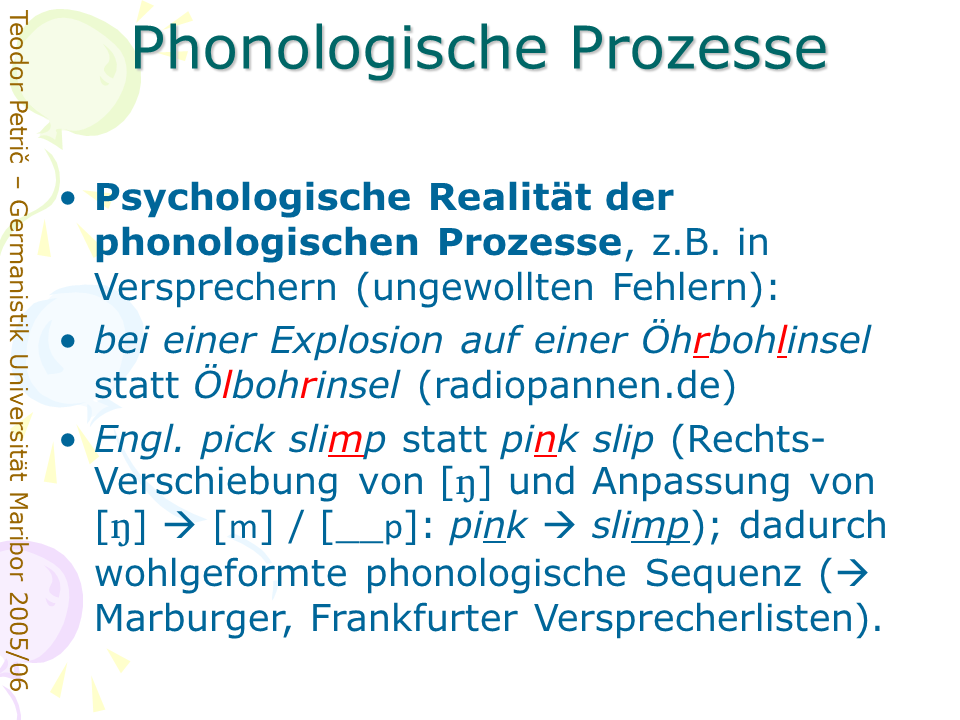 Phonologische Prozesse
Teodor Petrič – Germanistik Universität Maribor 2005/06
• Psychologische Realität der
phonologischen Prozesse, z.B. in
Versprechern (ungewollten Fehlern):
• bei einer Explosion auf einer Öhrbohlinsel
statt Ölbohrinsel (radiopannen.de)
• Engl. pick slimp statt pink slip (Rechts-
Verschiebung von [ŋ] und Anpassung von
[ŋ] → [m] / [__p]: pink → slimp); dadurch
wohlgeformte phonologische Sequenz (→
Marburger, Frankfurter Versprecherlisten).